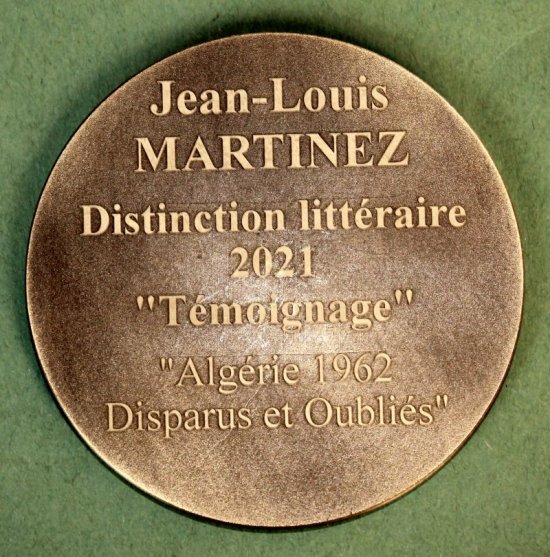 Jean-Louis
MARTINEZ
Distinction littéraire
2021
"Témoignage"
"Algérie 1962
Disparus et Oubliés"